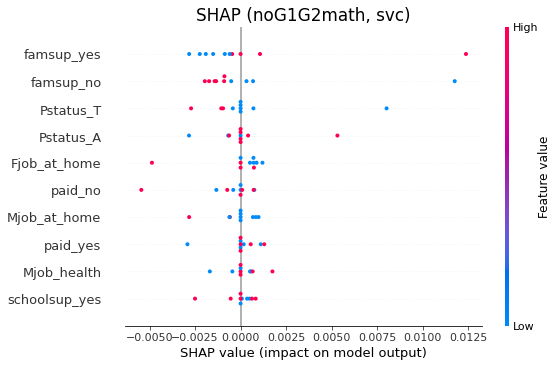 SHAP (noG1G2math, svc)
High
famsup_yes
famsup_no
Pstatus_T
Pstatus_A
Fjob_at_home
paid_no
Mjob_at_home
paid_yes
Mjob_health
schoolsup_yes
Feature value
Low
−0.0050 −0.0025 0.0000 0.0025 0.0050 0.0075 0.0100 0.0125
SHAP value (impact on model output)